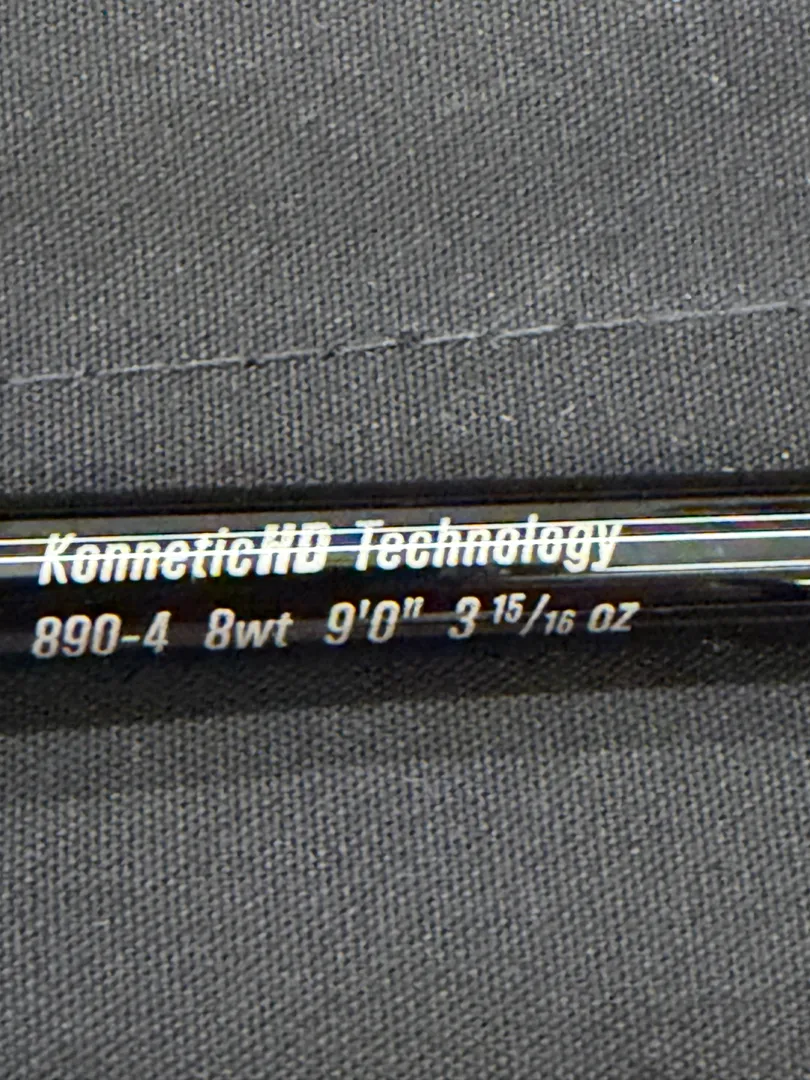 KonneticHD Technology
890-4 8wt 9'0" 3 15/16 oz